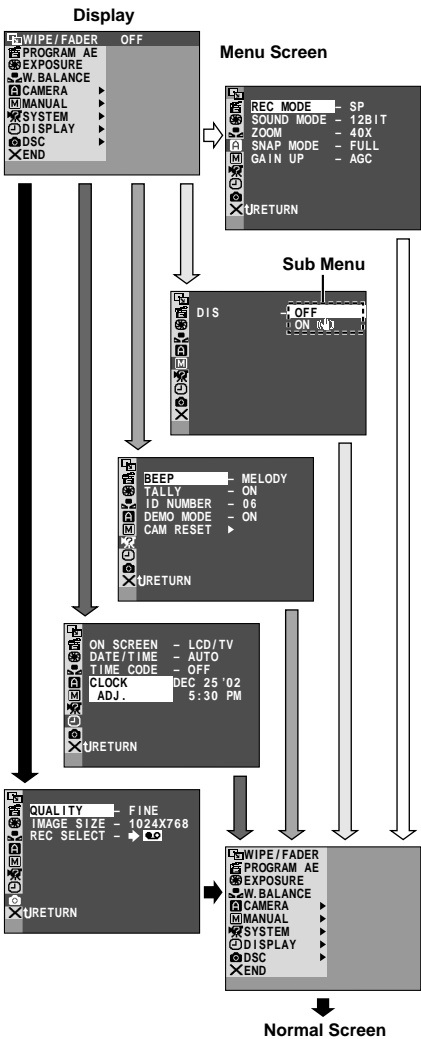 Display
WIPE/FADER OFF
PROGRAM AE
EXPOSURE
W. BALANCE
A CAMERA
M MANUAL
SYSTEM
DISPLAY
DSC
END
Menu Screen
REC MODE – SP
SOUND MODE – 12BIT
ZOOM – 40X
A SNAP MODE – FULL
M GAIN UP – AGC
RETURN
Sub Menu
DIS – OFF
ON
A
M
BEEP – MELODY
TALLY – ON
ID NUMBER – 06
A DEMO MODE – ON
M CAM RESET
RETURN
ON SCREEN – LCD/TV
DATE/TIME – AUTO
TIME CODE – OFF
A CLOCK DEC 25 '02
M ADJ. 5:30 PM
RETURN
QUALITY – FINE
IMAGE SIZE – 1024X768
REC SELECT –
A
M
RETURN
WIPE/FADER
PROGRAM AE
EXPOSURE
W. BALANCE
A CAMERA
M MANUAL
SYSTEM
DISPLAY
DSC
END
Normal Screen